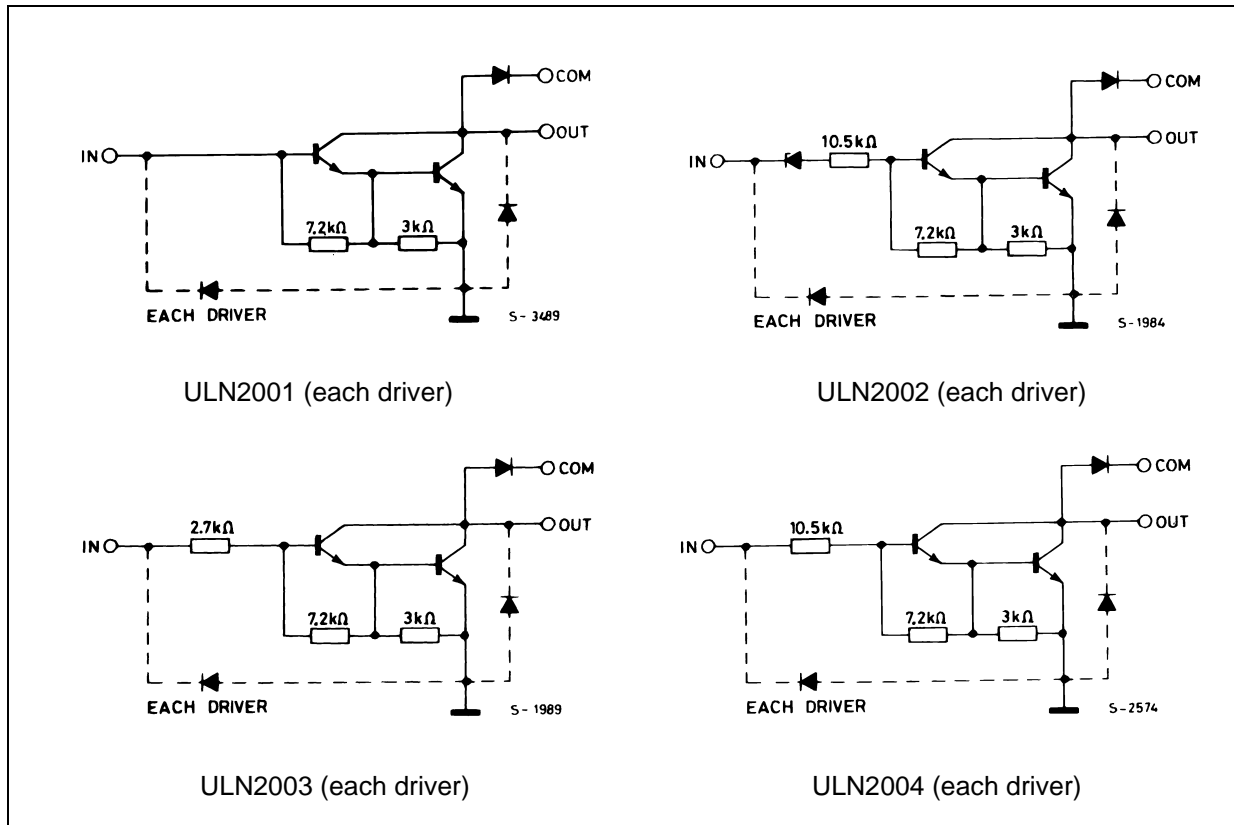 COM
OUT
IN
7.2kΩ
3kΩ
EACH DRIVER
S-3489
ULN2001 (each driver)
COM
OUT
IN
10.5kΩ
7.2kΩ
3kΩ
EACH DRIVER
S-1984
ULN2002 (each driver)
COM
OUT
IN
2.7kΩ
7.2kΩ
3kΩ
EACH DRIVER
S-1989
ULN2003 (each driver)
COM
OUT
IN
10.5kΩ
7.2kΩ
3kΩ
EACH DRIVER
S-2574
ULN2004 (each driver)